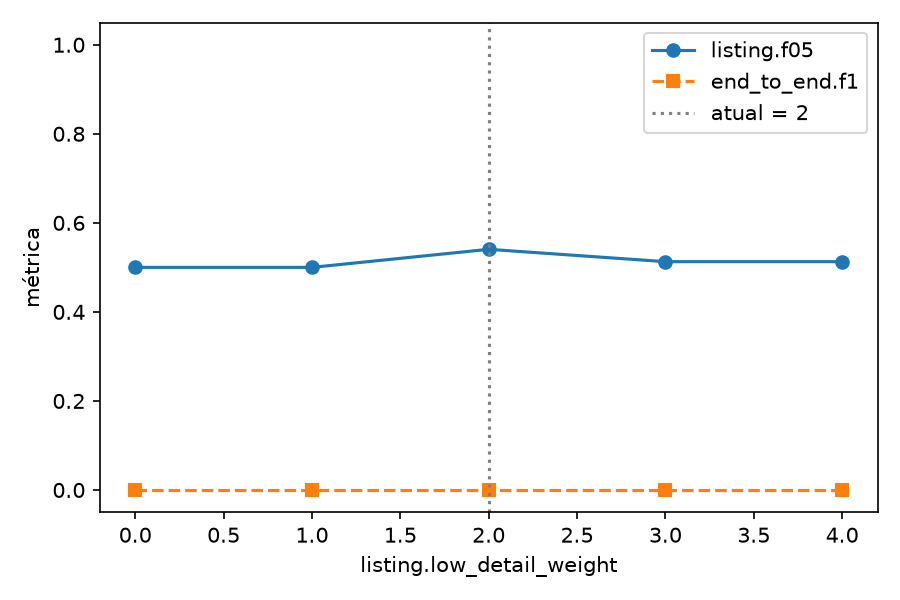 listing.f05
end_to_end.f1
atual = 2
métrica
1.0
0.8
0.6
0.4
0.2
0.0
0.0 0.5 1.0 1.5 2.0 2.5 3.0 3.5 4.0
listing.low_detail_weight